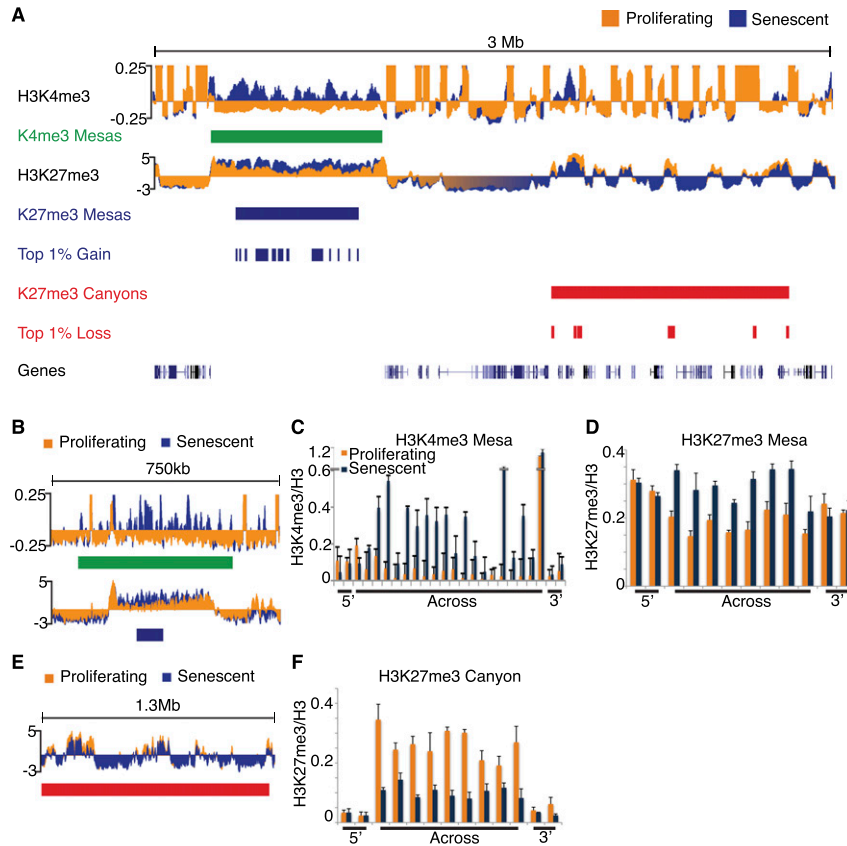 A
Proliferating Senescent
3 Mb
0.25
H3K4me3
-0.25
K4me3 Mesas
5
H3K27me3
-3
K27me3 Mesas
Top 1% Gain
K27me3 Canyons
Top 1% Loss
Genes
B
Proliferating Senescent
750kb
0.25
-0.25
5
-3
C
H3K4me3 Mesa
Proliferating
Senescent
H3K4me3/H3
1.2
0.6
0.4
0.2
0
5’ Across 3’
D
H3K27me3 Mesa
H3K27me3/H3
0.4
0.2
0
5’ Across 3’
E
Proliferating Senescent
1.3Mb
5
-3
F
H3K27me3 Canyon
H3K27me3/H3
0.4
0.2
0
5’ Across 3’